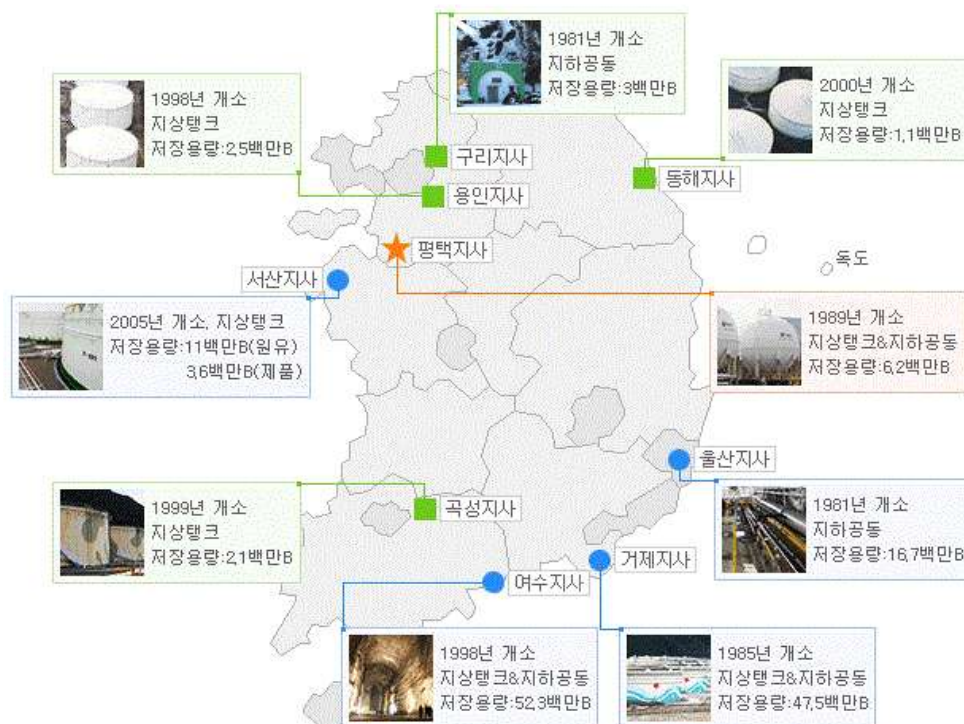 1981년 개소
지하공동
저장용량:3백만B
1998년 개소
지상탱크
저장용량:2,5백만B
2000년 개소
지상탱크
저장용량:1,1백만B
구리지사
동해지사
용인지사
평택지사
독도
서산지사
2005년 개소, 지상탱크
저장용량:11백만B(원유)
3,6백만B(제품)
1989년 개소
지상탱크&지하공동
저장용량:6,2백만B
울산지사
1999년 개소
지상탱크
저장용량:2,1백만B
곡성지사
1981년 개소
지하공동
저장용량:16,7백만B
거제지사
여수지사
1998년 개소
지상탱크&지하공동
저장용량:52,3백만B
1985년 개소
지상탱크&지하공동
저장용량:47,5백만B